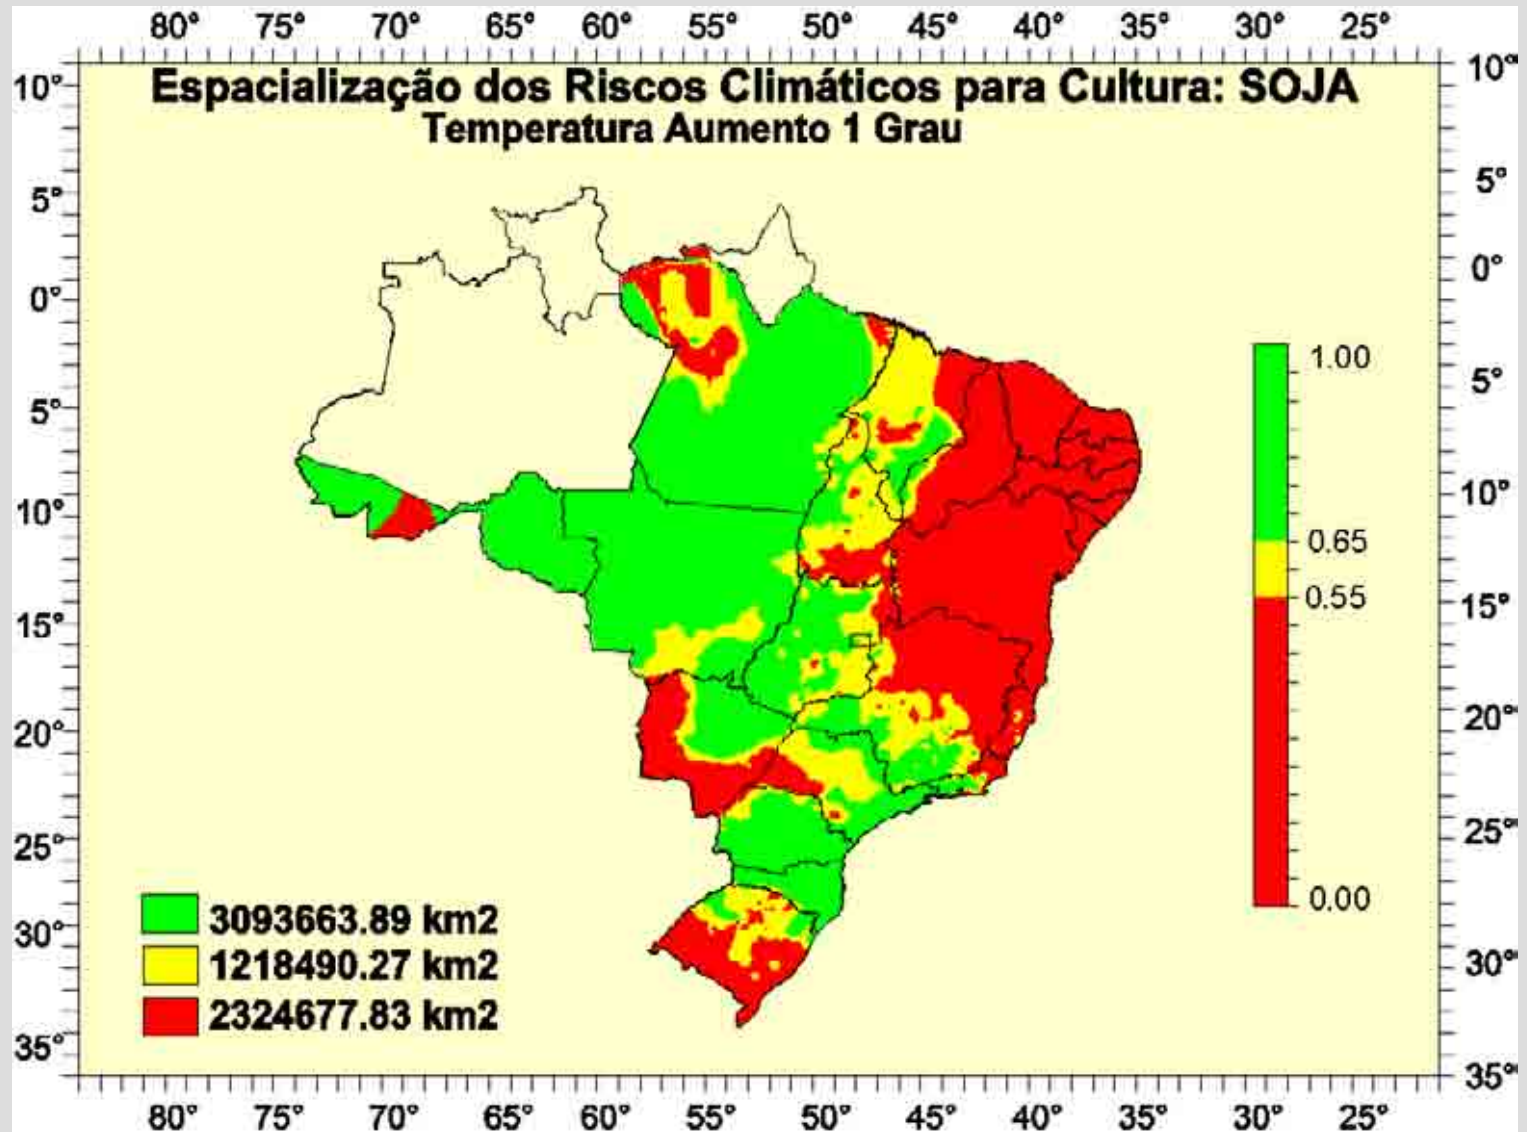 80° 75° 70° 65° 60° 55° 50° 45° 40° 35° 30° 25°
Espacialização dos Riscos Climáticos para Cultura: SOJA
Temperatura Aumento 1 Grau
10° 10°
5° 5°
0° 0°
5° 5°
10° 10°
15° 15°
20° 20°
25° 25°
30° 30°
35° 35°
1.00
0.65
0.55
0.00
3093663.89 km2
1218490.27 km2
2324677.83 km2
80° 75° 70° 65° 60° 55° 50° 45° 40° 35° 30° 25°